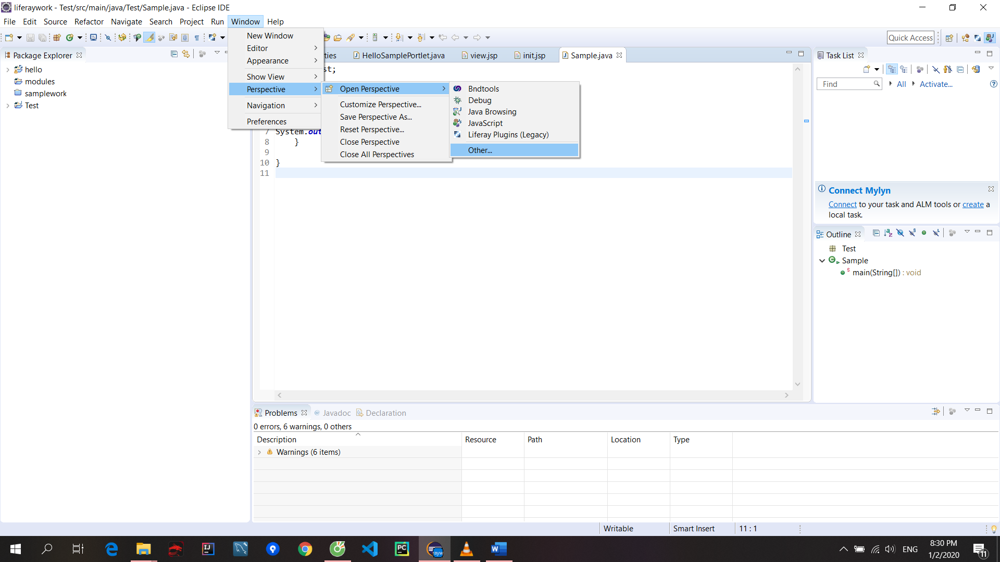 liferaywork - Test/src/main/java/Test/Sample.java - Eclipse IDE
File Edit Source Refactor Navigate Search Project Run Window Help
Quick Access
New Window
Editor
Appearance
Show View
Perspective
Navigation
Preferences
Open Perspective
Customize Perspective...
Save Perspective As...
Reset Perspective...
Close Perspective
Close All Perspectives
Bndtools
Debug
Java Browsing
JavaScript
Liferay Plugins (Legacy)
Other...
Package Explorer
hello
modules
samplework
Test
ties HelloSamplePortlet.java view.jsp init.jsp Sample.java
st;
7 System.out
8 }
9
10 }
11
Task List
Find All Activate...
Connect Mylyn
Connect to your task and ALM tools or create a
local task.
Outline
Test
Sample
main(String[]) : void
Problems @ Javadoc Declaration
0 errors, 6 warnings, 0 others
Description Resource Path Location Type
Warnings (6 items)
Writable Smart Insert 11 : 1
ENG
8:30 PM
1/2/2020
11